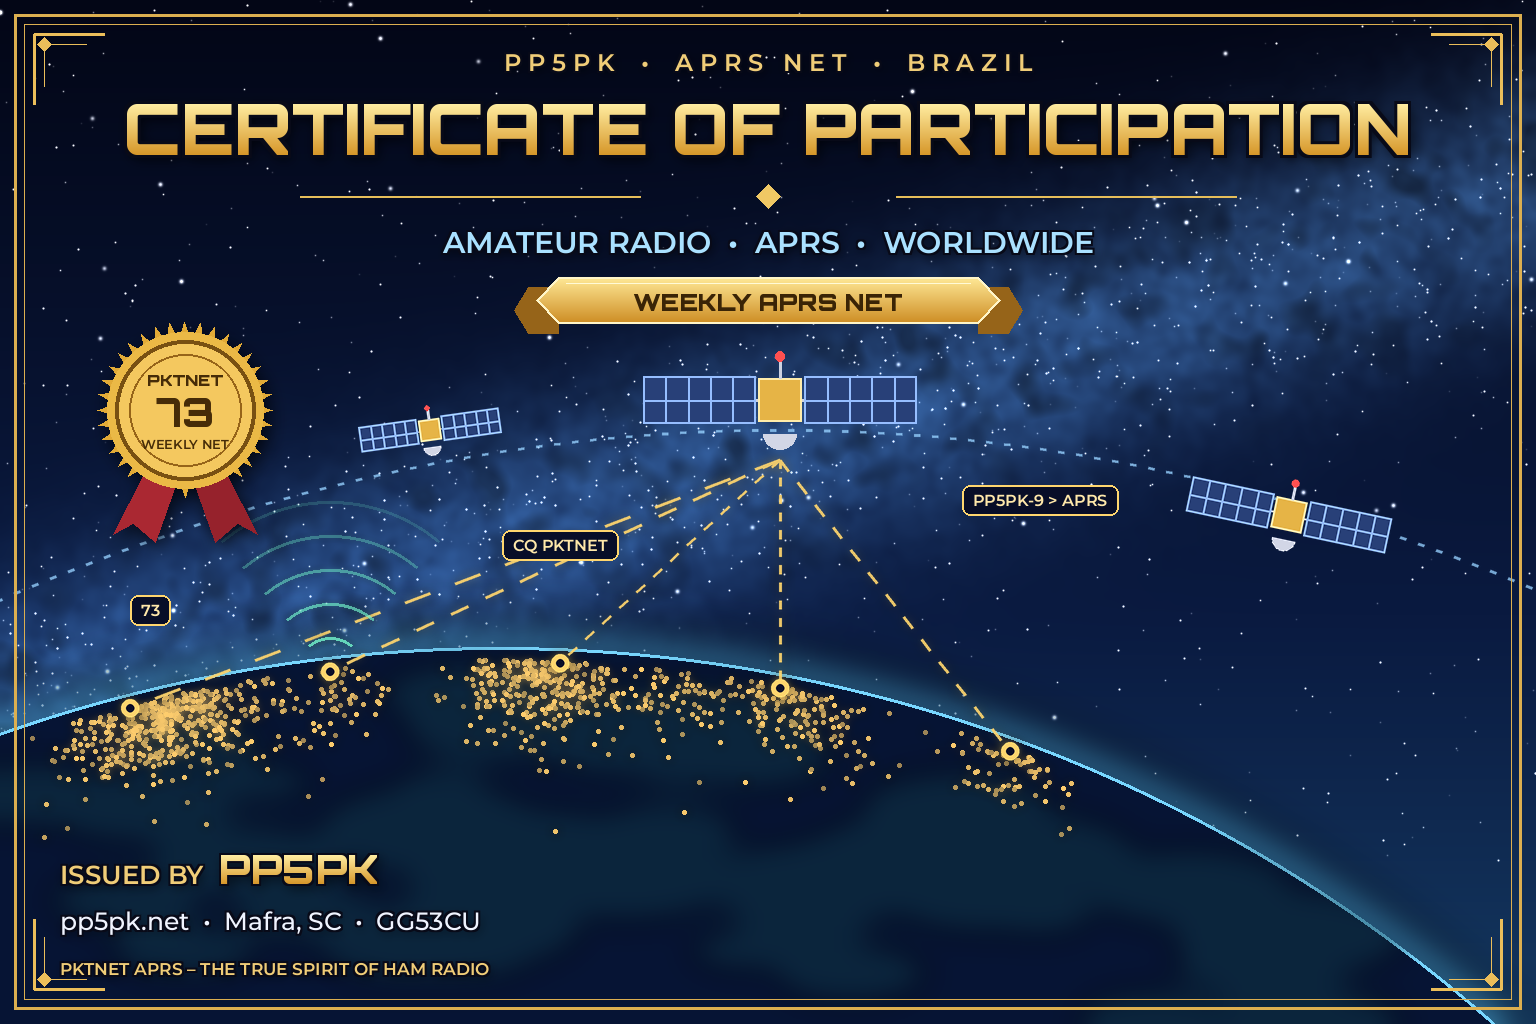 PP5PK • APRS NET • BRAZIL
CERTIFICATE OF PARTICIPATION
AMATEUR RADIO • APRS • WORLDWIDE
WEEKLY APRS NET
PKTNET
73
WEEKLY NET
PP5PK-9 > APRS
CQ PKTNET
73
ISSUED BY PP5PK
pp5pk.net • Mafra, SC • GG53CU
PKTNET APRS – THE TRUE SPIRIT OF HAM RADIO